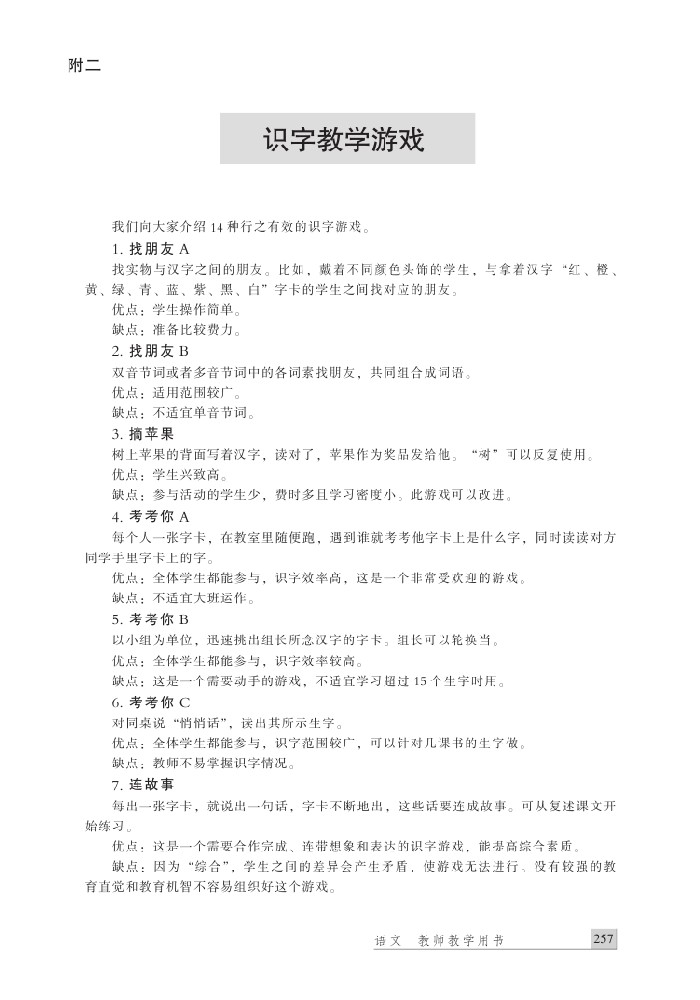 附二
识字教学游戏
我们向大家介绍 14 种行之有效的识字游戏。
1. 找朋友 A
找实物与汉字之间的朋友。比如，戴着不同颜色头饰的学生，与拿着汉字“红、橙、
黄、绿、青、蓝、紫、黑、白”字卡的学生之间找对应的朋友。
优点：学生操作简单。
缺点：准备比较费力。
2. 找朋友 B
双音节词或者多音节词中的各词素找朋友，共同组合成词语。
优点：适用范围较广。
缺点：不适宜单音节词。
3. 摘苹果
树上苹果的背面写着汉字，读对了，苹果作为奖品发给他。“树”可以反复使用。
优点：学生兴致高。
缺点：参与活动的学生少，费时多且学习密度小。此游戏可以改进。
4. 考考你 A
每个人一张字卡，在教室里随便跑，遇到谁就考考他字卡上是什么字，同时读读对方
同学手里字卡上的字。
优点：全体学生都能参与，识字效率高，这是一个非常受欢迎的游戏。
缺点：不适宜大班运作。
5. 考考你 B
以小组为单位，迅速挑出组长所念汉字的字卡。组长可以轮换当。
优点：全体学生都能参与，识字效率较高。
缺点：这是一个需要动手的游戏，不适宜学习超过 15 个生字时用。
6. 考考你 C
对同桌说“悄悄话”，读出其所示生字。
优点：全体学生都能参与，识字范围较广，可以针对几课书的生字做。
缺点：教师不易掌握识字情况。
7. 连故事
每出一张字卡，就说出一句话，字卡不断地出，这些话要连成故事。可从复述课文开
始练习。
优点：这是一个需要合作完成、连带想象和表达的识字游戏，能提高综合素质。
缺点：因为“综合”，学生之间的差异会产生矛盾，使游戏无法进行。没有较强的教
育直觉和教育机智不容易组织好这个游戏。
语文 教师教学用书 257